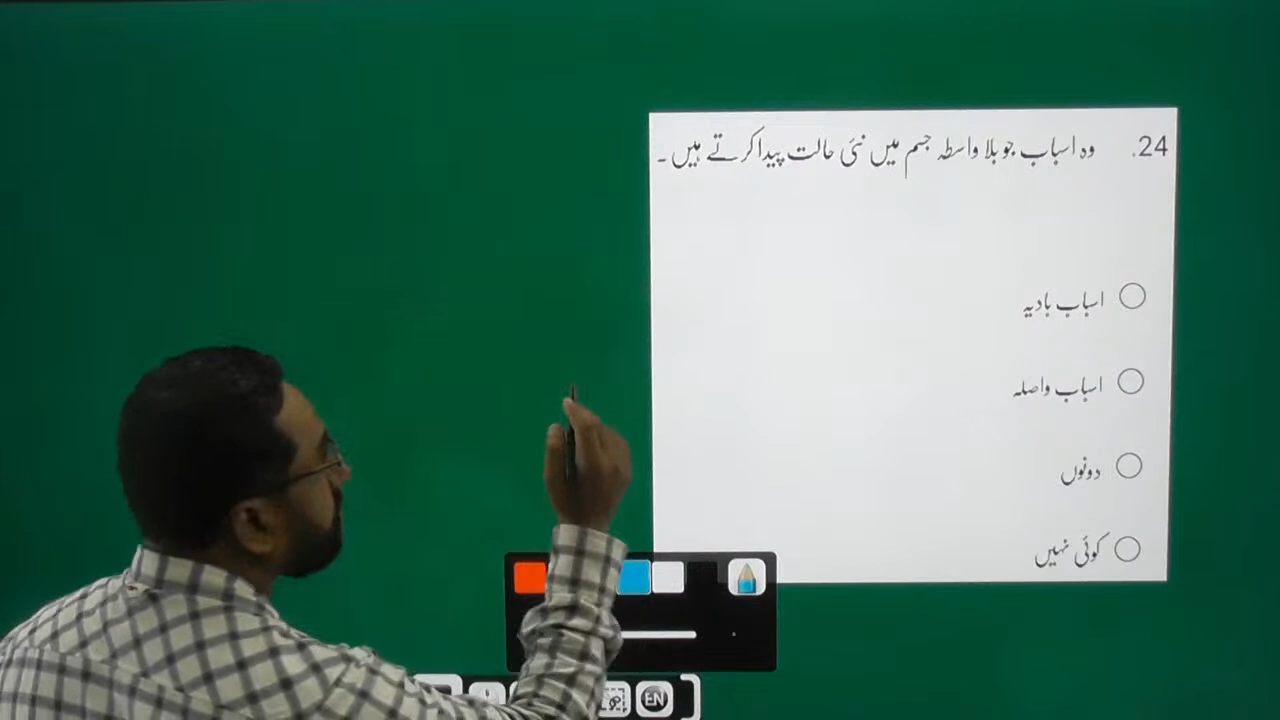 24. وہ اسباب جو بلا واسطہ جسم میں نئی حالت پیدا کرتے ہیں ۔
اسباب بادیہ
اسباب واصلہ
دونوں
کوئی نہیں
EN